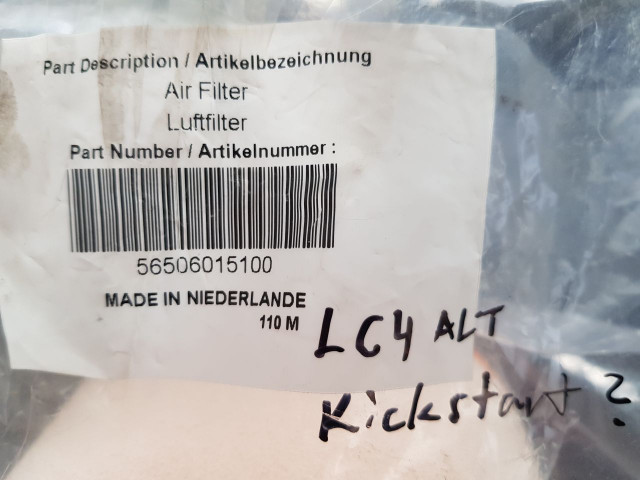 Part Description / Artikelbezeichnung
Air Filter
Luftfilter
Part Number / Artikelnummer :
56506015100
MADE IN NIEDERLANDE
110 M
LC4 ALT
Kickstart ?